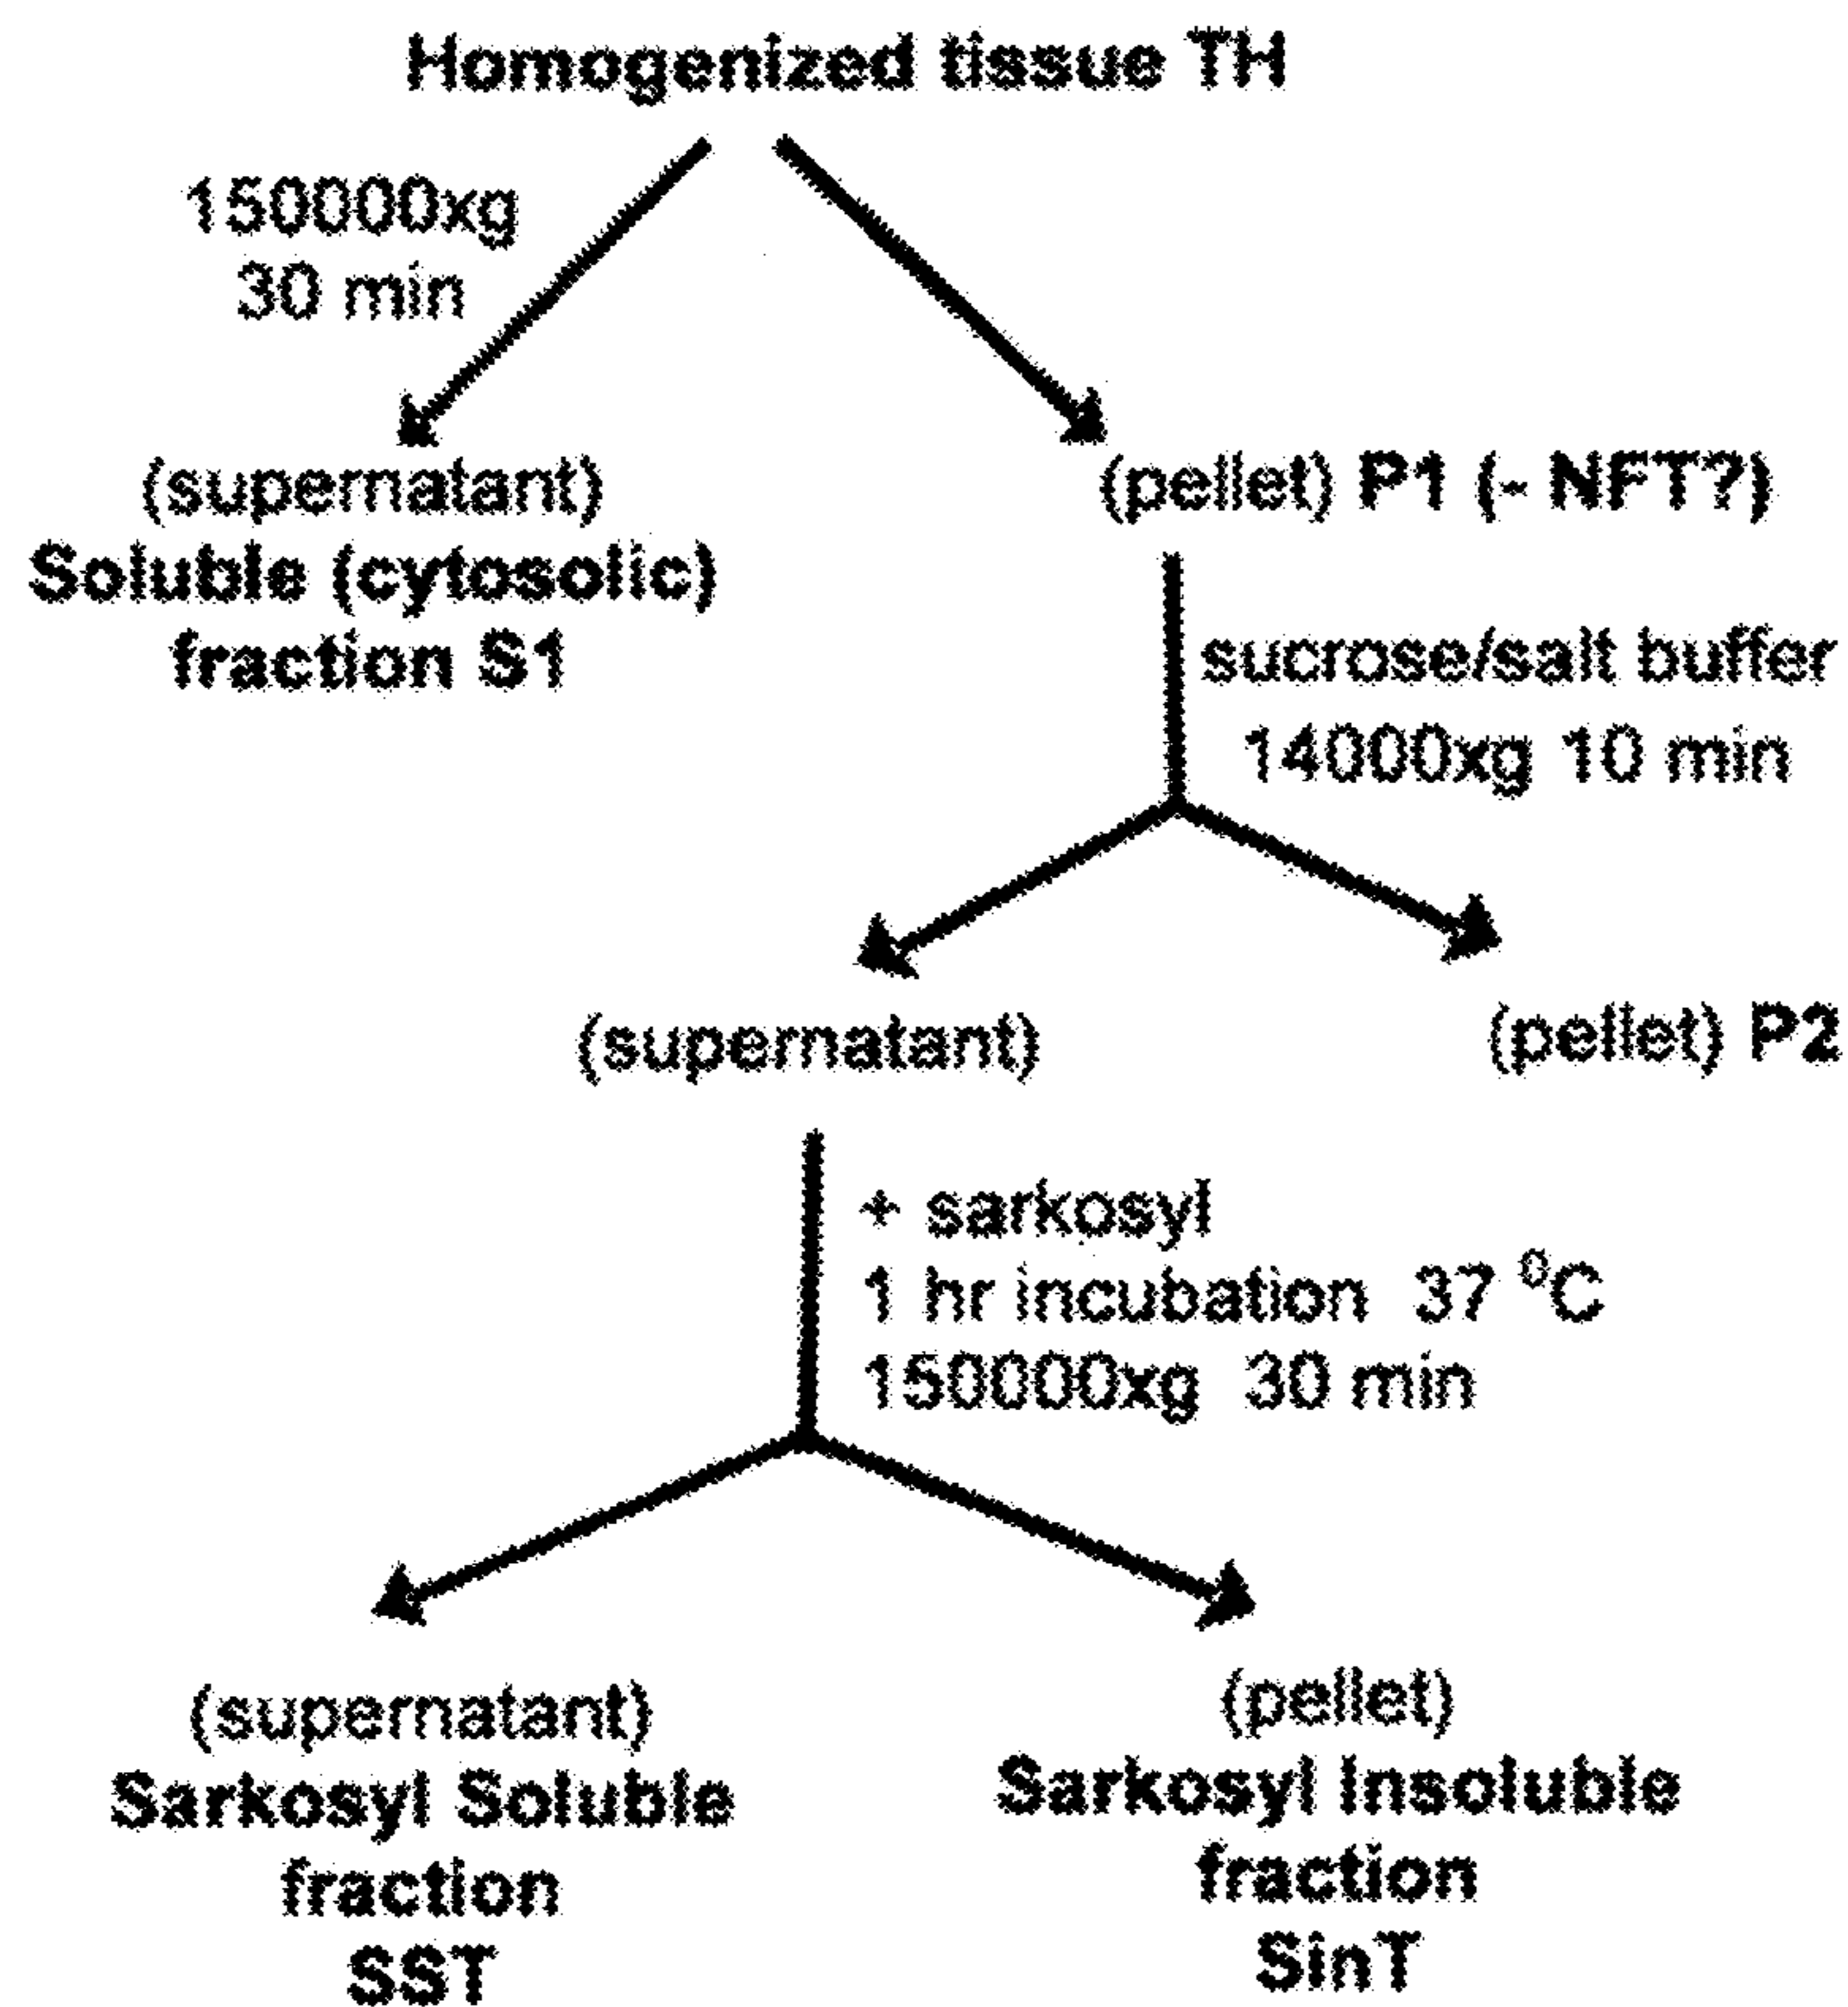 Homogenized tissue TH
150000xg
30 min
(supernatant)
Soluble (cytosolic)
fraction S1
(pellet) P1 (- NFT?)
sucrose/salt buffer
14000xg 10 min
(supernatant)
(pellet) P2
+ sarkosyl
1 hr incubation 37 ⁰C
150000xg 30 min
(supernatant)
Sarkosyl Soluble
fraction
SST
(pellet)
Sarkosyl Insoluble
fraction
SinT